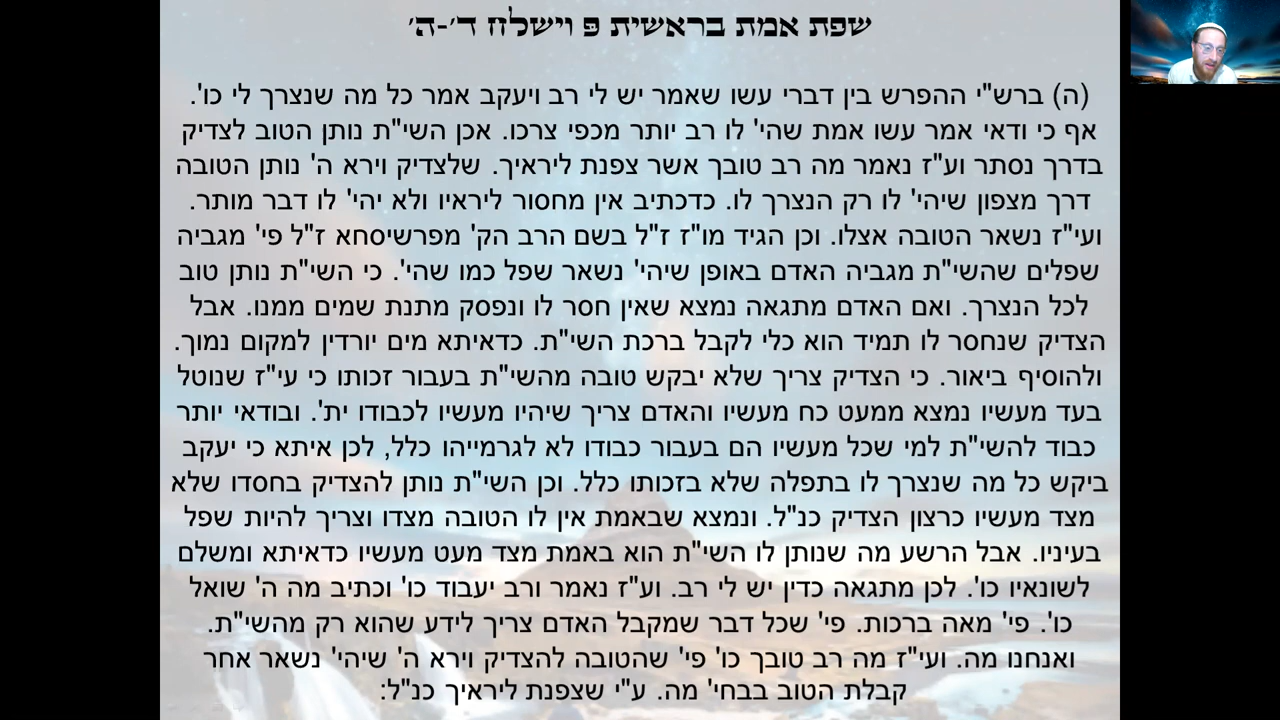 שפת אמת בראשית פּ וישלח ד׳-ה׳
(ה) ברש"י ההפרש בין דברי עשו שאמר יש לי רב ויעקב אמר כל מה שנצרך לי כו'.
אף כי ודאי אמר עשו אמת שהי' לו רב יותר מכפי צרכו. אכן השי"ת נותן הטוב לצדיק
בדרך נסתר וע"ז נאמר מה רב טובך אשר צפנת ליראיך. שלצדיק וירא ה' נותן הטובה
דרך מצפון שיהי' לו רק הנצרך לו. כדכתיב אין מחסור ליראיו ולא יהי' לו דבר מותר.
ועי"ז נשאר הטובה אצלו. וכן הגיד מו"ז ז"ל בשם הרב הק' מפרשיסחא ז"ל פי' מגביה
שפלים שהשי"ת מגביה האדם באופן שיהי' נשאר שפל כמו שהי'. כי השי"ת נותן טוב
לכל הנצרך. ואם האדם מתגאה נמצא שאין חסר לו ונפסק מתנת שמים ממנו. אבל
הצדיק שנחסר לו תמיד הוא כלי לקבל ברכת השי"ת. כדאיתא מים יורדין למקום נמוך.
ולהוסיף ביאור. כי הצדיק צריך שלא יבקש טובה מהשי"ת בעבור זכותו כי עי"ז שנוטל
בעד מעשיו נמצא ממעט כח מעשיו והאדם צריך שיהיו מעשיו לכבודו ית'. ובודאי יותר
כבוד להשי"ת למי שכל מעשיו הם בעבור כבודו לא לגרמייהו כלל, לכן איתא כי יעקב
ביקש כל מה שנצרך לו בתפלה שלא בזכותו כלל. וכן השי"ת נותן להצדיק בחסדו שלא
מצד מעשיו כרצון הצדיק כנ"ל. ונמצא שבאמת אין לו הטובה מצדו וצריך להיות שפל
בעיניו. אבל הרשע מה שנותן לו השי"ת הוא באמת מצד מעט מעשיו כדאיתא ומשלם
לשונאיו כו'. לכן מתגאה כדין יש לי רב. וע"ז נאמר ורב יעבוד כו' וכתיב מה ה' שואל
כו'. פי' מאה ברכות. פי' שכל דבר שמקבל האדם צריך לידע שהוא רק מהשי"ת.
ואנחנו מה. ועי"ז מה רב טובך כו' פי' שהטובה להצדיק וירא ה' שיהי' נשאר אחר
קבלת הטוב בבחי' מה. ע"י שצפנת ליראיך כנ"ל: